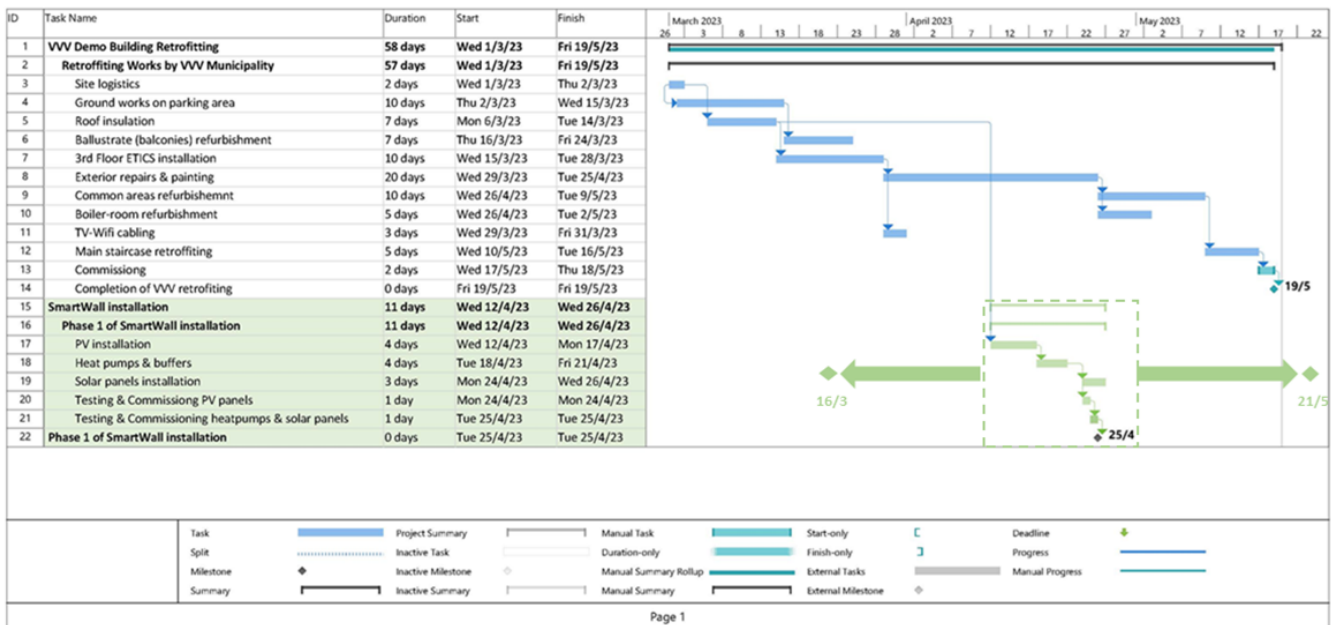 ID Task Name Duration Start Finish
March 2023 April 2023 May 2023
26 3 8 13 18 23 28 2 7 12 17 22 27 2 7 12 17 22
1 VVV Demo Building Retrofitting 58 days Wed 1/3/23 Fri 19/5/23
2 Retroffiting Works by VVV Municipality 57 days Wed 1/3/23 Fri 19/5/23
3 Site logistics 2 days Wed 1/3/23 Thu 2/3/23
4 Ground works on parking area 10 days Thu 2/3/23 Wed 15/3/23
5 Roof insulation 7 days Mon 6/3/23 Tue 14/3/23
6 Ballustrate (balconies) refurbishment 7 days Thu 16/3/23 Fri 24/3/23
7 3rd Floor ETICS installation 10 days Wed 15/3/23 Tue 28/3/23
8 Exterior repairs & painting 20 days Wed 29/3/23 Tue 25/4/23
9 Common areas refurbishemnt 10 days Wed 26/4/23 Tue 9/5/23
10 Boiler-room refurbishment 5 days Wed 26/4/23 Tue 2/5/23
11 TV-Wifi cabling 3 days Wed 29/3/23 Fri 31/3/23
12 Main staircase retroffiting 5 days Wed 10/5/23 Tue 16/5/23
13 Commissiong 2 days Wed 17/5/23 Thu 18/5/23
14 Completion of VVV retrofiting 0 days Fri 19/5/23 Fri 19/5/23 19/5
15 SmartWall installation 11 days Wed 12/4/23 Wed 26/4/23
16 Phase 1 of SmartWall installation 11 days Wed 12/4/23 Wed 26/4/23
17 PV installation 4 days Wed 12/4/23 Mon 17/4/23
18 Heat pumps & buffers 4 days Tue 18/4/23 Fri 21/4/23
19 Solar panels installation 3 days Mon 24/4/23 Wed 26/4/23
20 Testing & Commissiong PV panels 1 day Mon 24/4/23 Mon 24/4/23 16/3 21/5
21 Testing & Commissioning heatpumps & solar panels 1 day Tue 25/4/23 Tue 25/4/23
22 Phase 1 of SmartWall installation 0 days Tue 25/4/23 Tue 25/4/23 25/4
Task Project Summary Manual Task Start-only Deadline
Split Inactive Task Duration-only Finish-only Progress
Milestone Inactive Milestone Manual Summary Rollup External Tasks Manual Progress
Summary Inactive Summary Manual Summary External Milestone
Page 1